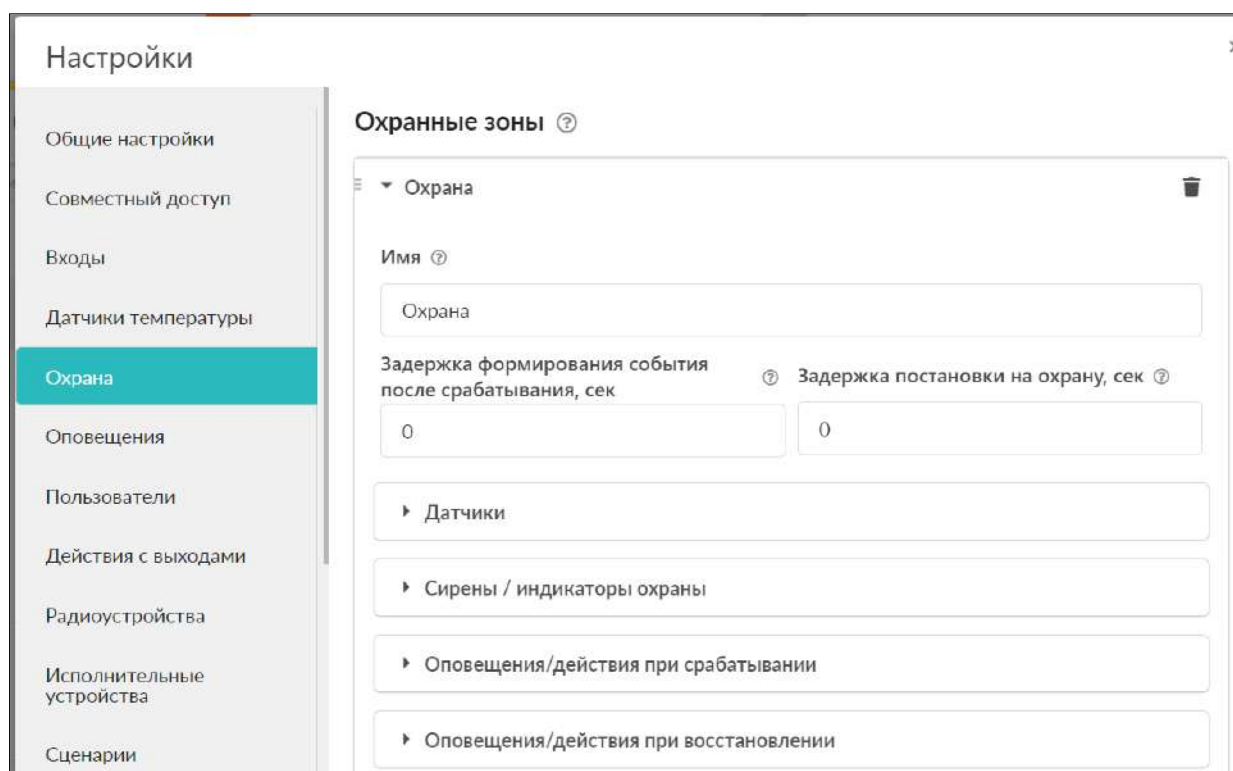 Настройки
Общие настройки
Совместный доступ
Входы
Датчики температуры
Охрана
Оповещения
Пользователи
Действия с выходами
Радиоустройства
Исполнительные
устройства
Сценарии
Охранные зоны
Охрана
Имя
Охрана
Задержка формирования события
после срабатывания, сек
0
Задержка постановки на охрану, сек
0
Датчики
Сирены / индикаторы охраны
Оповещения/действия при срабатывании
Оповещения/действия при восстановлении